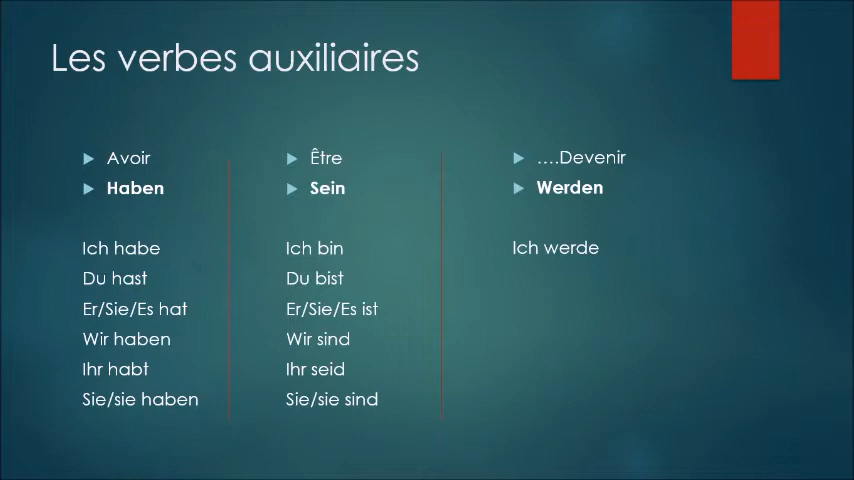 Les verbes auxiliaires
Avoir
Haben
Ich habe
Du hast
Er/Sie/Es hat
Wir haben
Ihr habt
Sie/sie haben
Être
Sein
Ich bin
Du bist
Er/Sie/Es ist
Wir sind
Ihr seid
Sie/sie sind
....Devenir
Werden
Ich werde